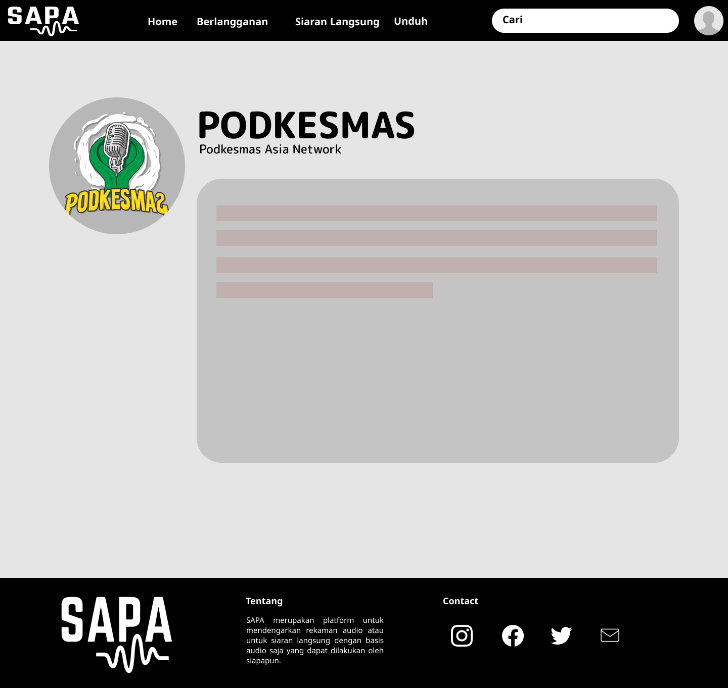 SAPA
Home Berlangganan Siaran Langsung Unduh
Cari
PODKESMAS
PODKESMAS
Podkesmas Asia Network
SAPA
Tentang
SAPA merupakan platform untuk
mendengarkan rekaman audio atau
untuk siaran langsung dengan basis
audio saja yang dapat dilakukan oleh
siapapun.
Contact